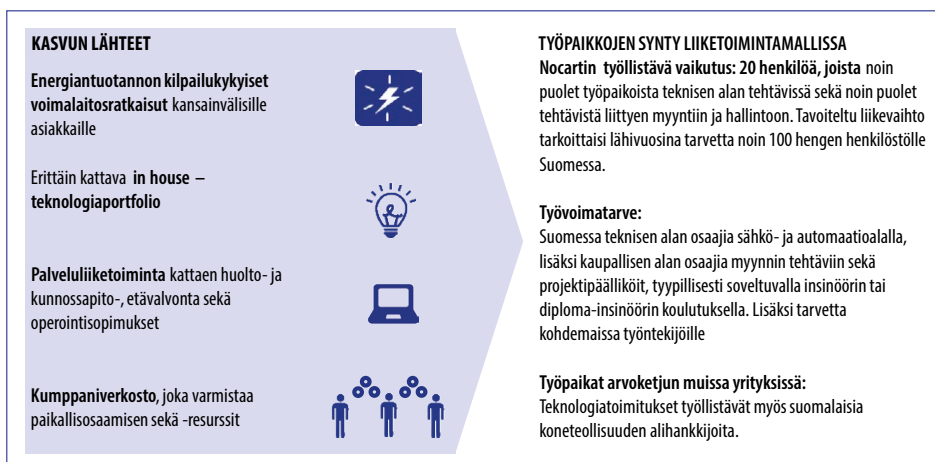 KASVUN LÄHTEET
Energiantuotannon kilpailukykyiset
voimalaitosratkaisut kansainvälisille
asiakkaille
Erittäin kattava in house –
teknologiaportfolio
Palveluliiketoiminta kattaen huolto- ja
kunnossapito-, etävalvonta sekä
operointisopimukset
Kumppaniverkosto, joka varmistaa
paikallisosaamisen sekä -resurssit
TYÖPAIKKOJEN SYNTY LIIKETOIMINTAMALLISSA
Nocartin työllistävä vaikutus: 20 henkilöä, joista noin
puolet työpaikoista teknisen alan tehtävissä sekä noin puolet
tehtävistä liittyen myyntiin ja hallintoon. Tavoiteltu liikevaihto
tarkoittaisi lähivuosina tarvetta noin 100 hengen henkilöstölle
Suomessa.
Työvoimatarve:
Suomessa teknisen alan osaajia sähkö- ja automaatioalalla,
lisäksi kaupallisen alan osaajia myynnin tehtäviin sekä
projektipäälliköt, tyypillisesti soveltuvalla insinöörin tai
diploma-insinöörin koulutuksella. Lisäksi tarvetta
kohdemaissa työntekijöille
Työpaikat arvoketjun muissa yrityksissä:
Teknologiatoimitukset työllistävät myös suomalaisia
koneteollisuuden alihankkijoita.